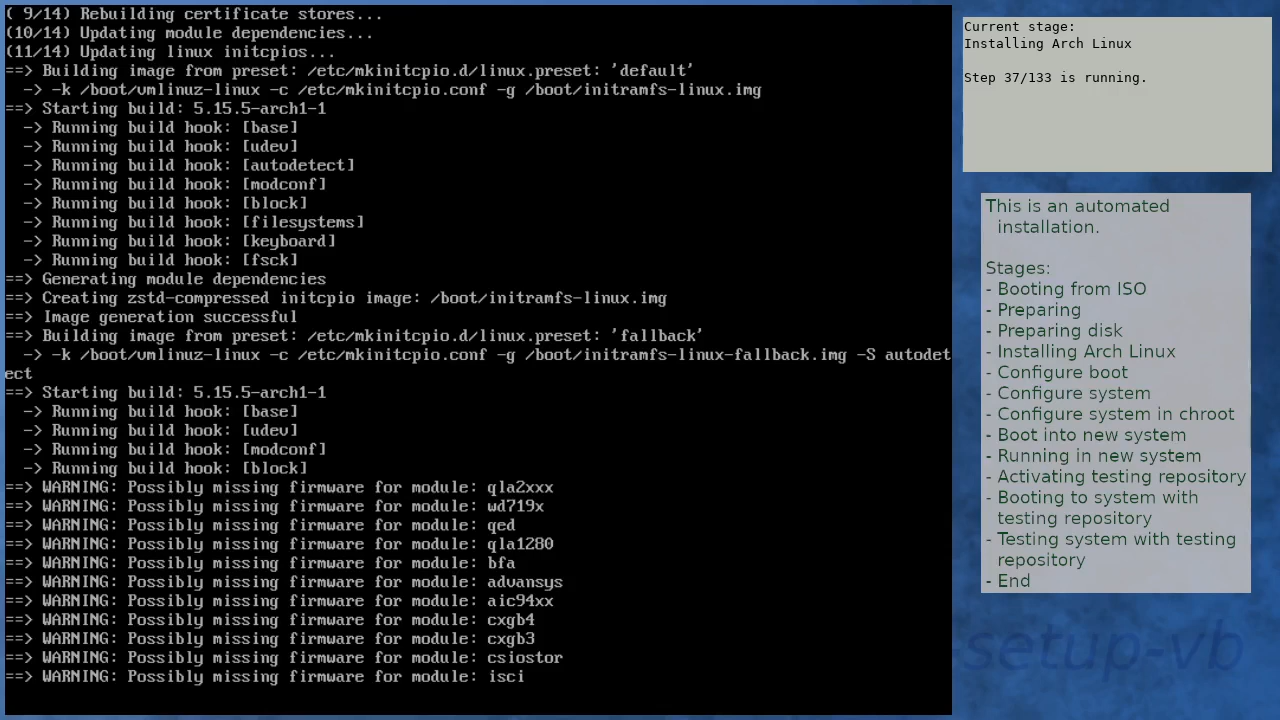 ( 9/14) Rebuilding certificate stores...
(10/14) Updating module dependencies...
(11/14) Updating linux initcpios...
==> Building image from preset: /etc/mkinitcpio.d/linux.preset: 'default'
  -> -k /boot/vmlinuz-linux -c /etc/mkinitcpio.conf -g /boot/initramfs-linux.img
==> Starting build: 5.15.5-arch1-1
  -> Running build hook: [base]
  -> Running build hook: [udev]
  -> Running build hook: [autodetect]
  -> Running build hook: [modconf]
  -> Running build hook: [block]
  -> Running build hook: [filesystems]
  -> Running build hook: [keyboard]
  -> Running build hook: [fsck]
==> Generating module dependencies
==> Creating zstd-compressed initcpio image: /boot/initramfs-linux.img
==> Image generation successful
==> Building image from preset: /etc/mkinitcpio.d/linux.preset: 'fallback'
  -> -k /boot/vmlinuz-linux -c /etc/mkinitcpio.conf -g /boot/initramfs-linux-fallback.img -S autodet
ect
==> Starting build: 5.15.5-arch1-1
  -> Running build hook: [base]
  -> Running build hook: [udev]
  -> Running build hook: [modconf]
  -> Running build hook: [block]
==> WARNING: Possibly missing firmware for module: qla2xxx
==> WARNING: Possibly missing firmware for module: wd719x
==> WARNING: Possibly missing firmware for module: qed
==> WARNING: Possibly missing firmware for module: qla1280
==> WARNING: Possibly missing firmware for module: bfa
==> WARNING: Possibly missing firmware for module: advansys
==> WARNING: Possibly missing firmware for module: aic94xx
==> WARNING: Possibly missing firmware for module: cxgb4
==> WARNING: Possibly missing firmware for module: cxgb3
==> WARNING: Possibly missing firmware for module: csiostor
==> WARNING: Possibly missing firmware for module: isci
Current stage:
Installing Arch Linux
Step 37/133 is running.
This is an automated
installation.
Stages:
- Booting from ISO
- Preparing
- Preparing disk
- Installing Arch Linux
- Configure boot
- Configure system
- Configure system in chroot
- Boot into new system
- Running in new system
- Activating testing repository
- Booting to system with
testing repository
- Testing system with testing
repository
- End
-setup-vb